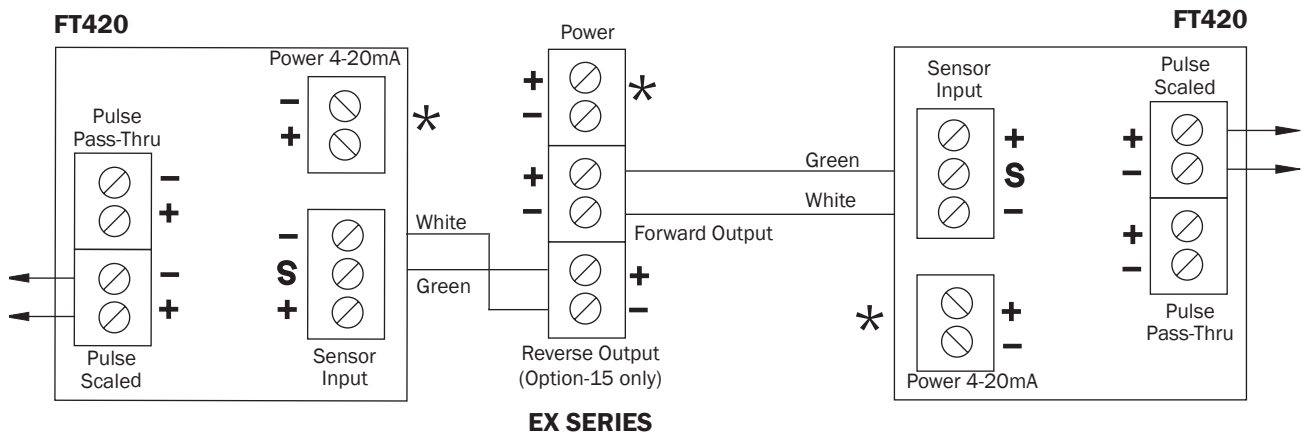 FT420
Power 4-20mA
−
+
*
Pulse
Pass-Thru
−
+
−
+
Pulse
Scaled
−
S
+
Sensor
Input
White
Green
Power
+
−
*
+
−
Forward Output
+
−
Reverse Output
(Option-15 only)
EX SERIES
Green
White
FT420
Sensor
Input
+
S
−
Pulse
Scaled
+
−
+
−
Pulse
Pass-Thru
*
+
−
Power 4-20mA